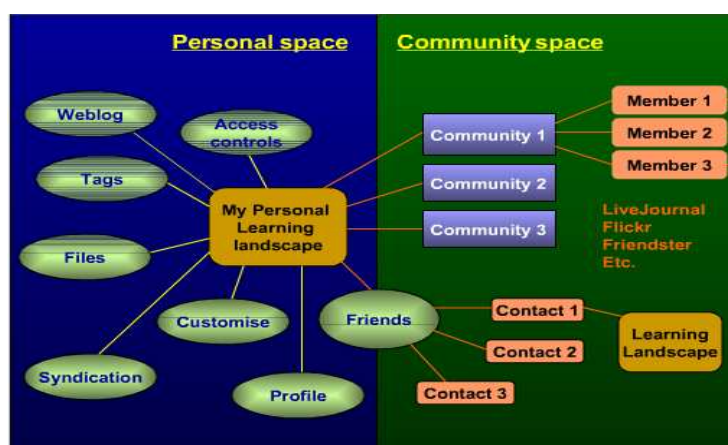 Personal space
Community space
Weblog
Access
controls
Tags
My Personal
Learning
landscape
Files
Customise
Syndication
Profile
Community 1
Community 2
Community 3
Member 1
Member 2
Member 3
LiveJournal
Flickr
Friendster
Etc.
Friends
Contact 1
Contact 2
Contact 3
Learning
Landscape